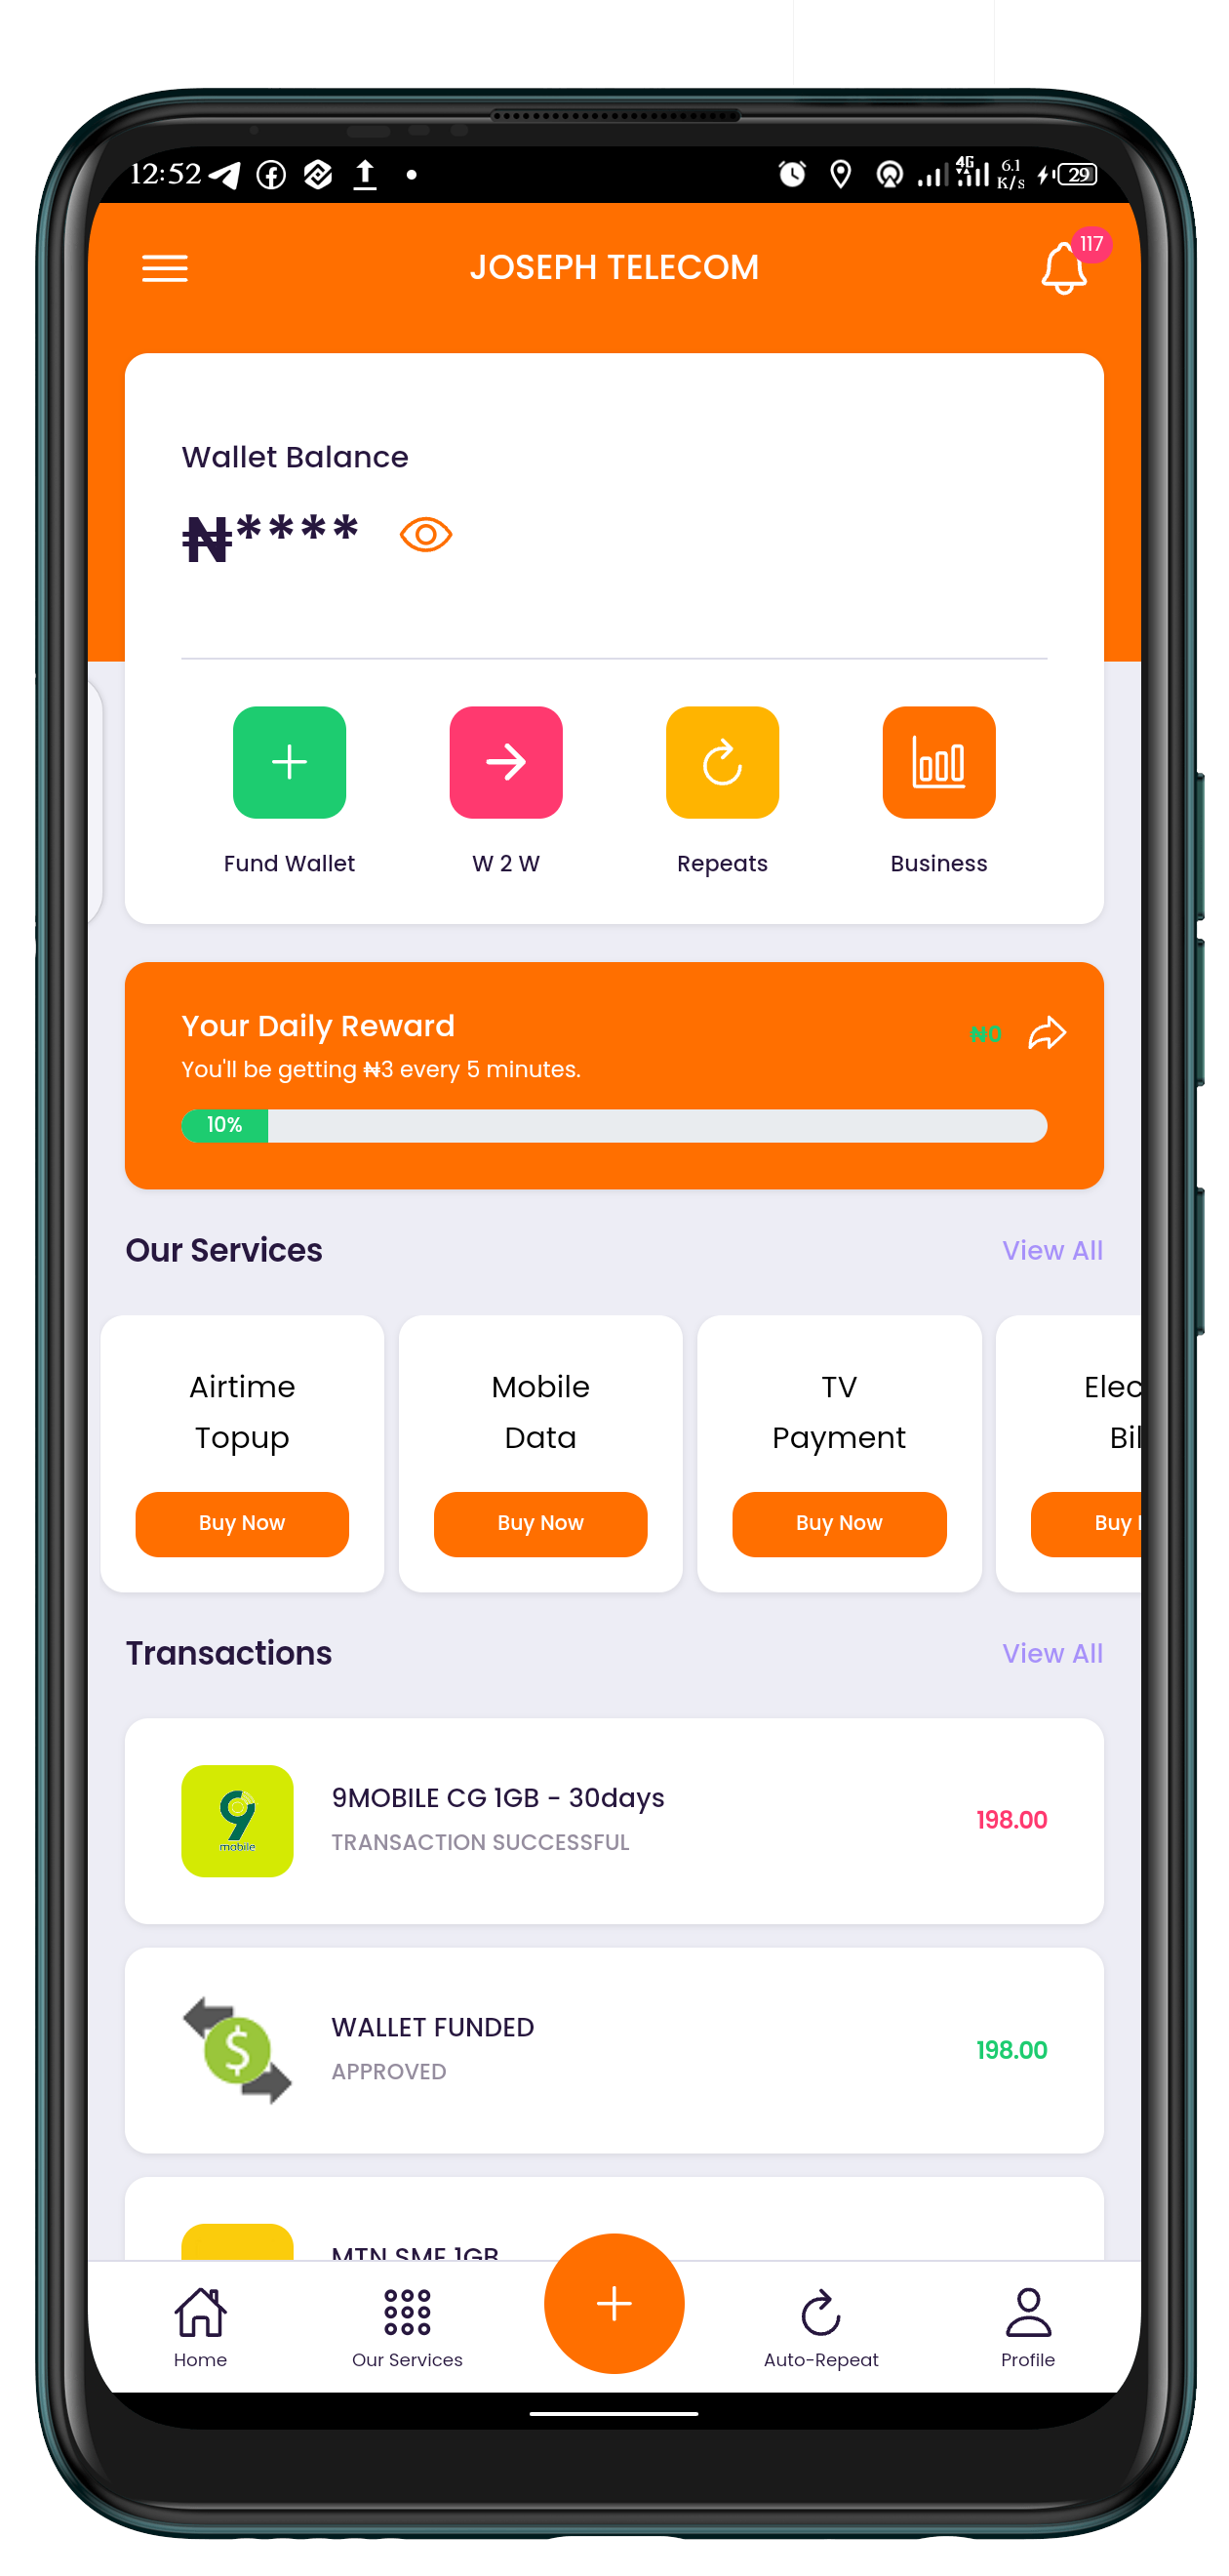 12:52
4G
6.1
K/s
29
JOSEPH TELECOM
117
Wallet Balance
₦****
Fund Wallet
W 2 W
Repeats
Business
Your Daily Reward
₦0
You'll be getting ₦3 every 5 minutes.
10%
Our Services
View All
Airtime
Topup
Buy Now
Mobile
Data
Buy Now
TV
Payment
Buy Now
Elec
Bil
Buy
Transactions
View All
9
mobile
9MOBILE CG 1GB - 30days
TRANSACTION SUCCESSFUL
198.00
$
WALLET FUNDED
APPROVED
198.00
MTN SME 1GB
Home
Our Services
Auto-Repeat
Profile